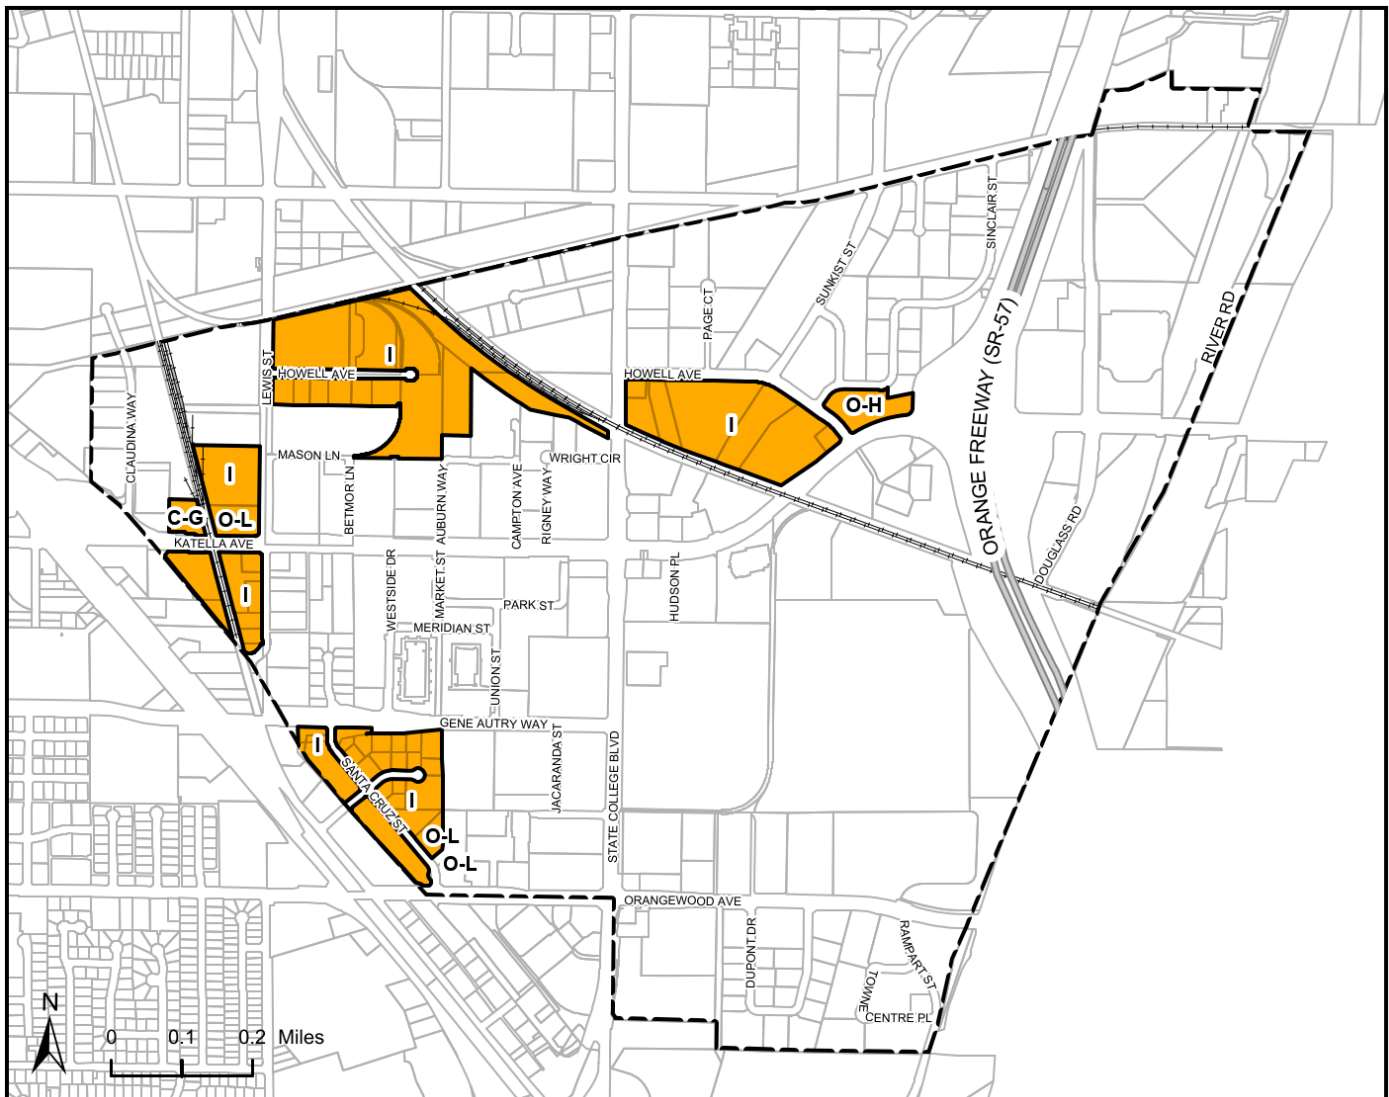 SINCLAIR ST
SUNKIST ST
PAGE CT
RIVER RD
ORANGE FREEWAY (SR-57)
I
LEWIS ST
HOWELL AVE
HOWELL AVE
CLAUDINA WAY
O-H
I
MASON LN
WRIGHT CIR
I
BETMOR LN
AUBURN WAY
CAMPTON AVE
RIGNEY WAY
C-G
O-L
KATELLA AVE
DOUGLASS RD
WESTSIDE DR
MARKET ST
HUDSON PL
I
PARK ST
MERIDIAN ST
UNION ST
GENE AUTRY WAY
I
SANTA CRUZ ST
JACARANDA ST
STATE COLLEGE BLVD
I
O-L
O-L
ORANGEWOOD AVE
DUPONT DR
RAMPART ST
TOWNE
CENTRE PL
N
0 0.1 0.2 Miles